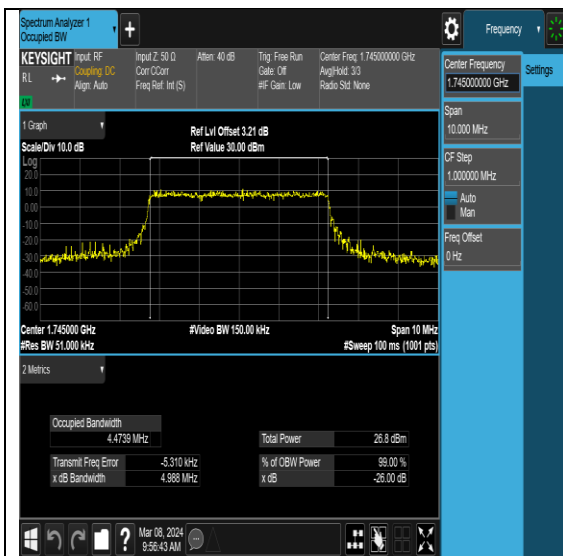 Spectrum Analyzer 1
Occupied BW
+
Frequency
KEYSIGHT
R L
Input: RF
Coupling: DC
Align: Auto
Input Z: 50 Ω
Corr CCorr
Freq Ref: Int (S)
Atten: 40 dB
Trig: Free Run
Gate: Off
#IF Gain: Low
Center Freq: 1.745000000 GHz
Avg|Hold: 3/3
Radio Std: None
Center Frequency
1.745000000 GHz
Settings
Span
10.000 MHz
CF Step
1.000000 MHz
Auto
Man
Freq Offset
0 Hz
1 Graph
Scale/Div 10.0 dB
Ref Lvl Offset 3.21 dB
Ref Value 30.00 dBm
Log
20.0
10.0
0.00
-10.0
-20.0
-30.0
-40.0
-50.0
-60.0
Center 1.745000 GHz
#Video BW 150.00 kHz
Span 10 MHz
#Res BW 51.000 kHz
#Sweep 100 ms (1001 pts)
2 Metrics
Occupied Bandwidth
4.4739 MHz
Total Power 26.8 dBm
Transmit Freq Error -5.310 kHz
% of OBW Power 99.00 %
x dB Bandwidth 4.988 MHz
x dB -26.00 dB
?
Mar 08, 2024
9:56:43 AM